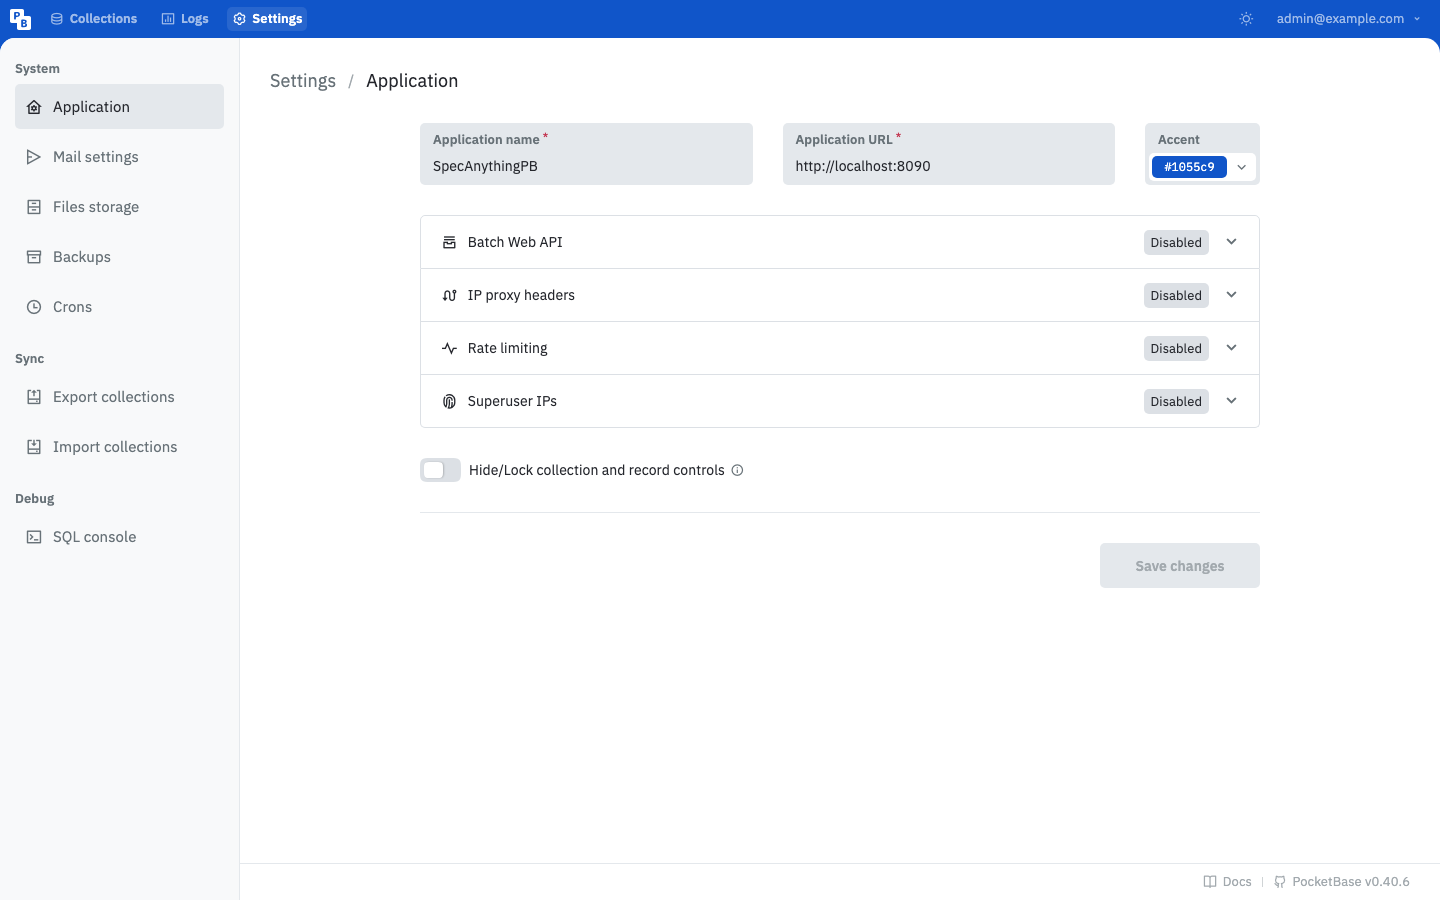 PB Collections Logs Settings admin@example.com
System
Application
Mail settings
Files storage
Backups
Crons
Sync
Export collections
Import collections
Debug
SQL console
Settings / Application
Application name *
SpecAnythingPB
Application URL *
http://localhost:8090
Accent
#1055c9
Batch Web API Disabled
IP proxy headers Disabled
Rate limiting Disabled
Superuser IPs Disabled
Hide/Lock collection and record controls
Save changes
Docs | PocketBase v0.40.6